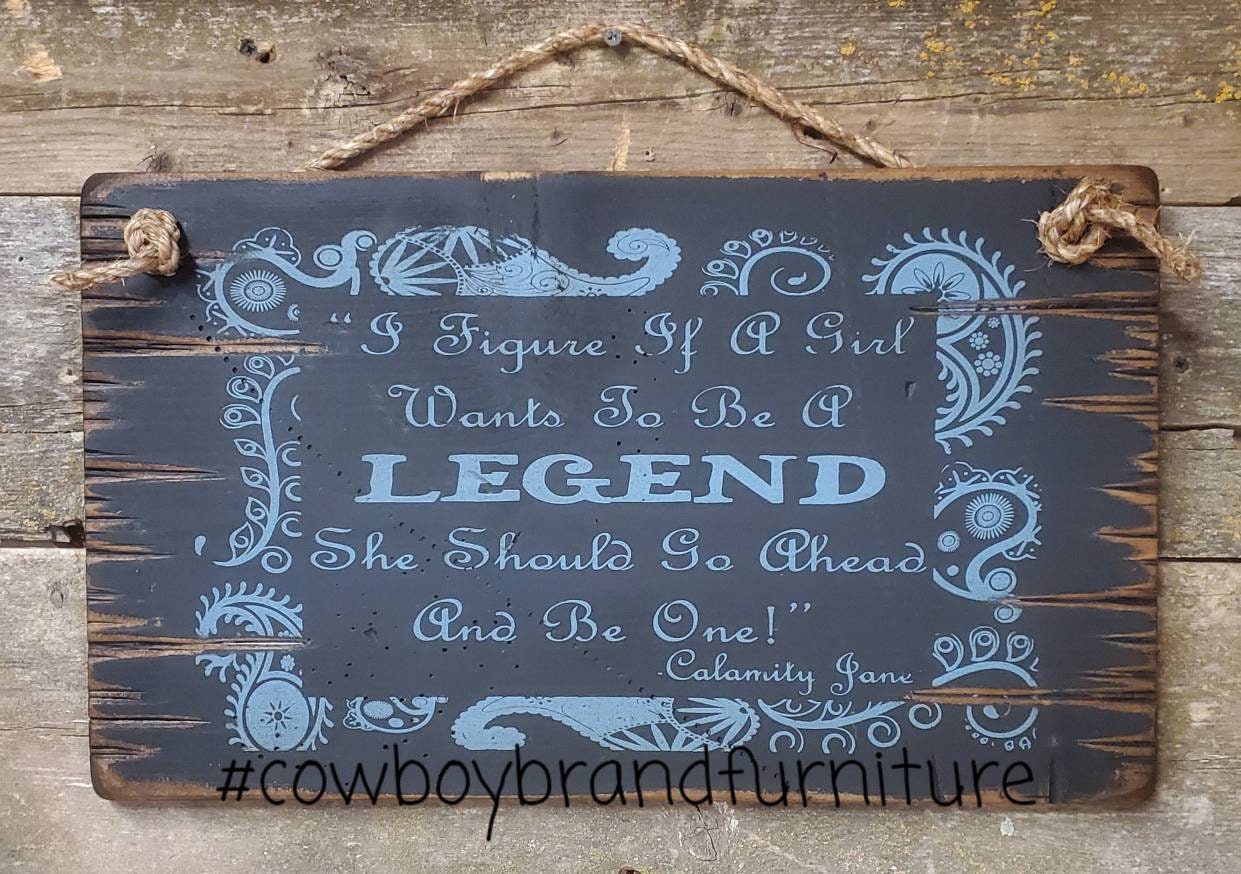 “I Figure If A Girl
Wants To Be A
LEGEND
She Should Go Ahead
And Be One!”
Calamity Jane
#cowboybrandfurniture